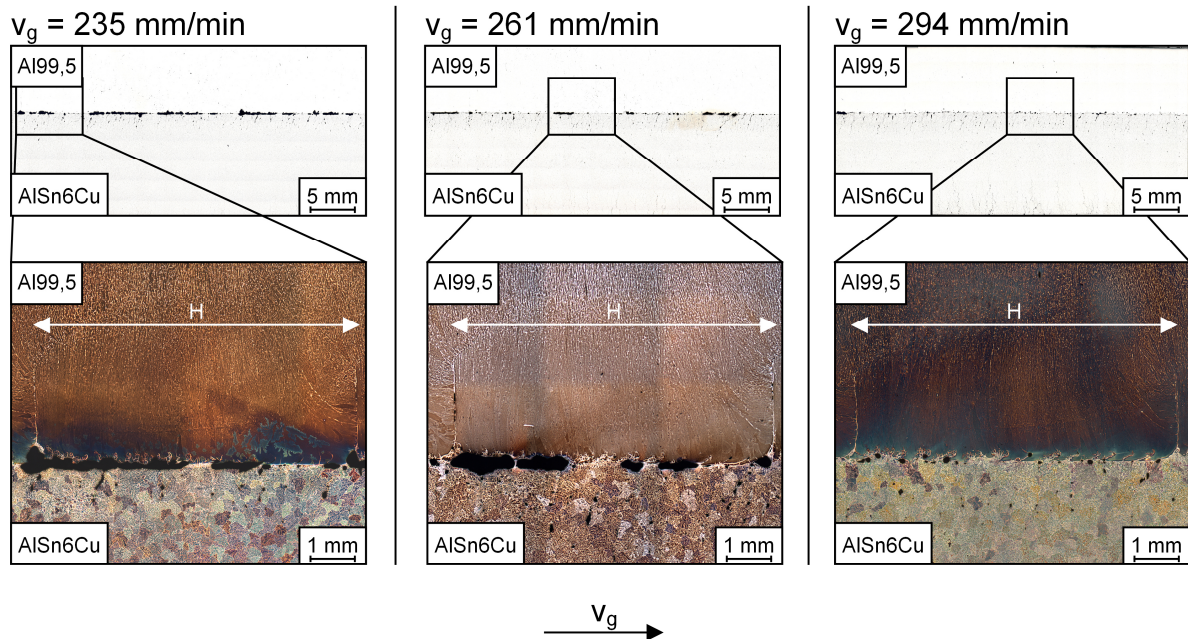 v_g = 235 mm/min
v_g = 261 mm/min
v_g = 294 mm/min
Al99,5
Al99,5
Al99,5
AlSn6Cu
5 mm
AlSn6Cu
5 mm
AlSn6Cu
5 mm
Al99,5
Al99,5
Al99,5
H
H
H
AlSn6Cu
1 mm
AlSn6Cu
1 mm
AlSn6Cu
1 mm
v_g